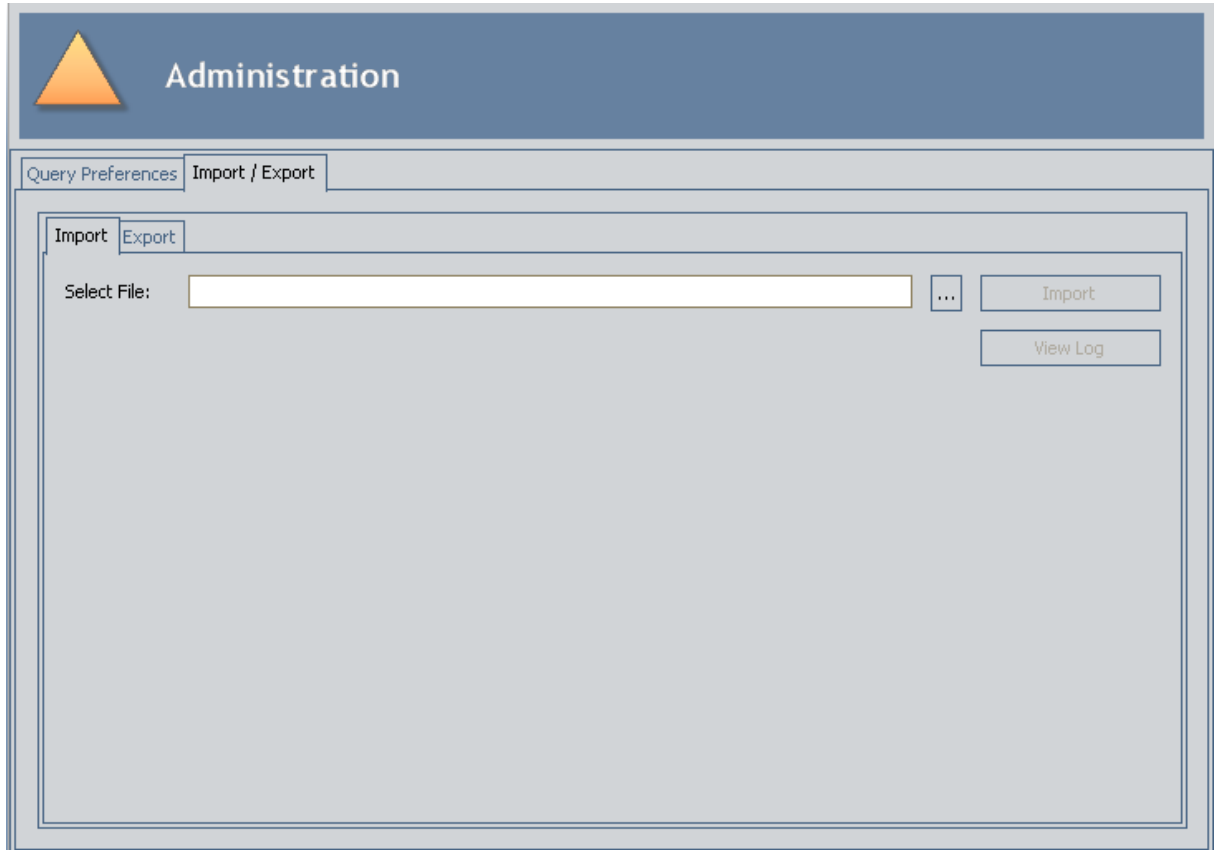 Administration
Query Preferences Import / Export
Import Export
Select File: ... Import
View Log